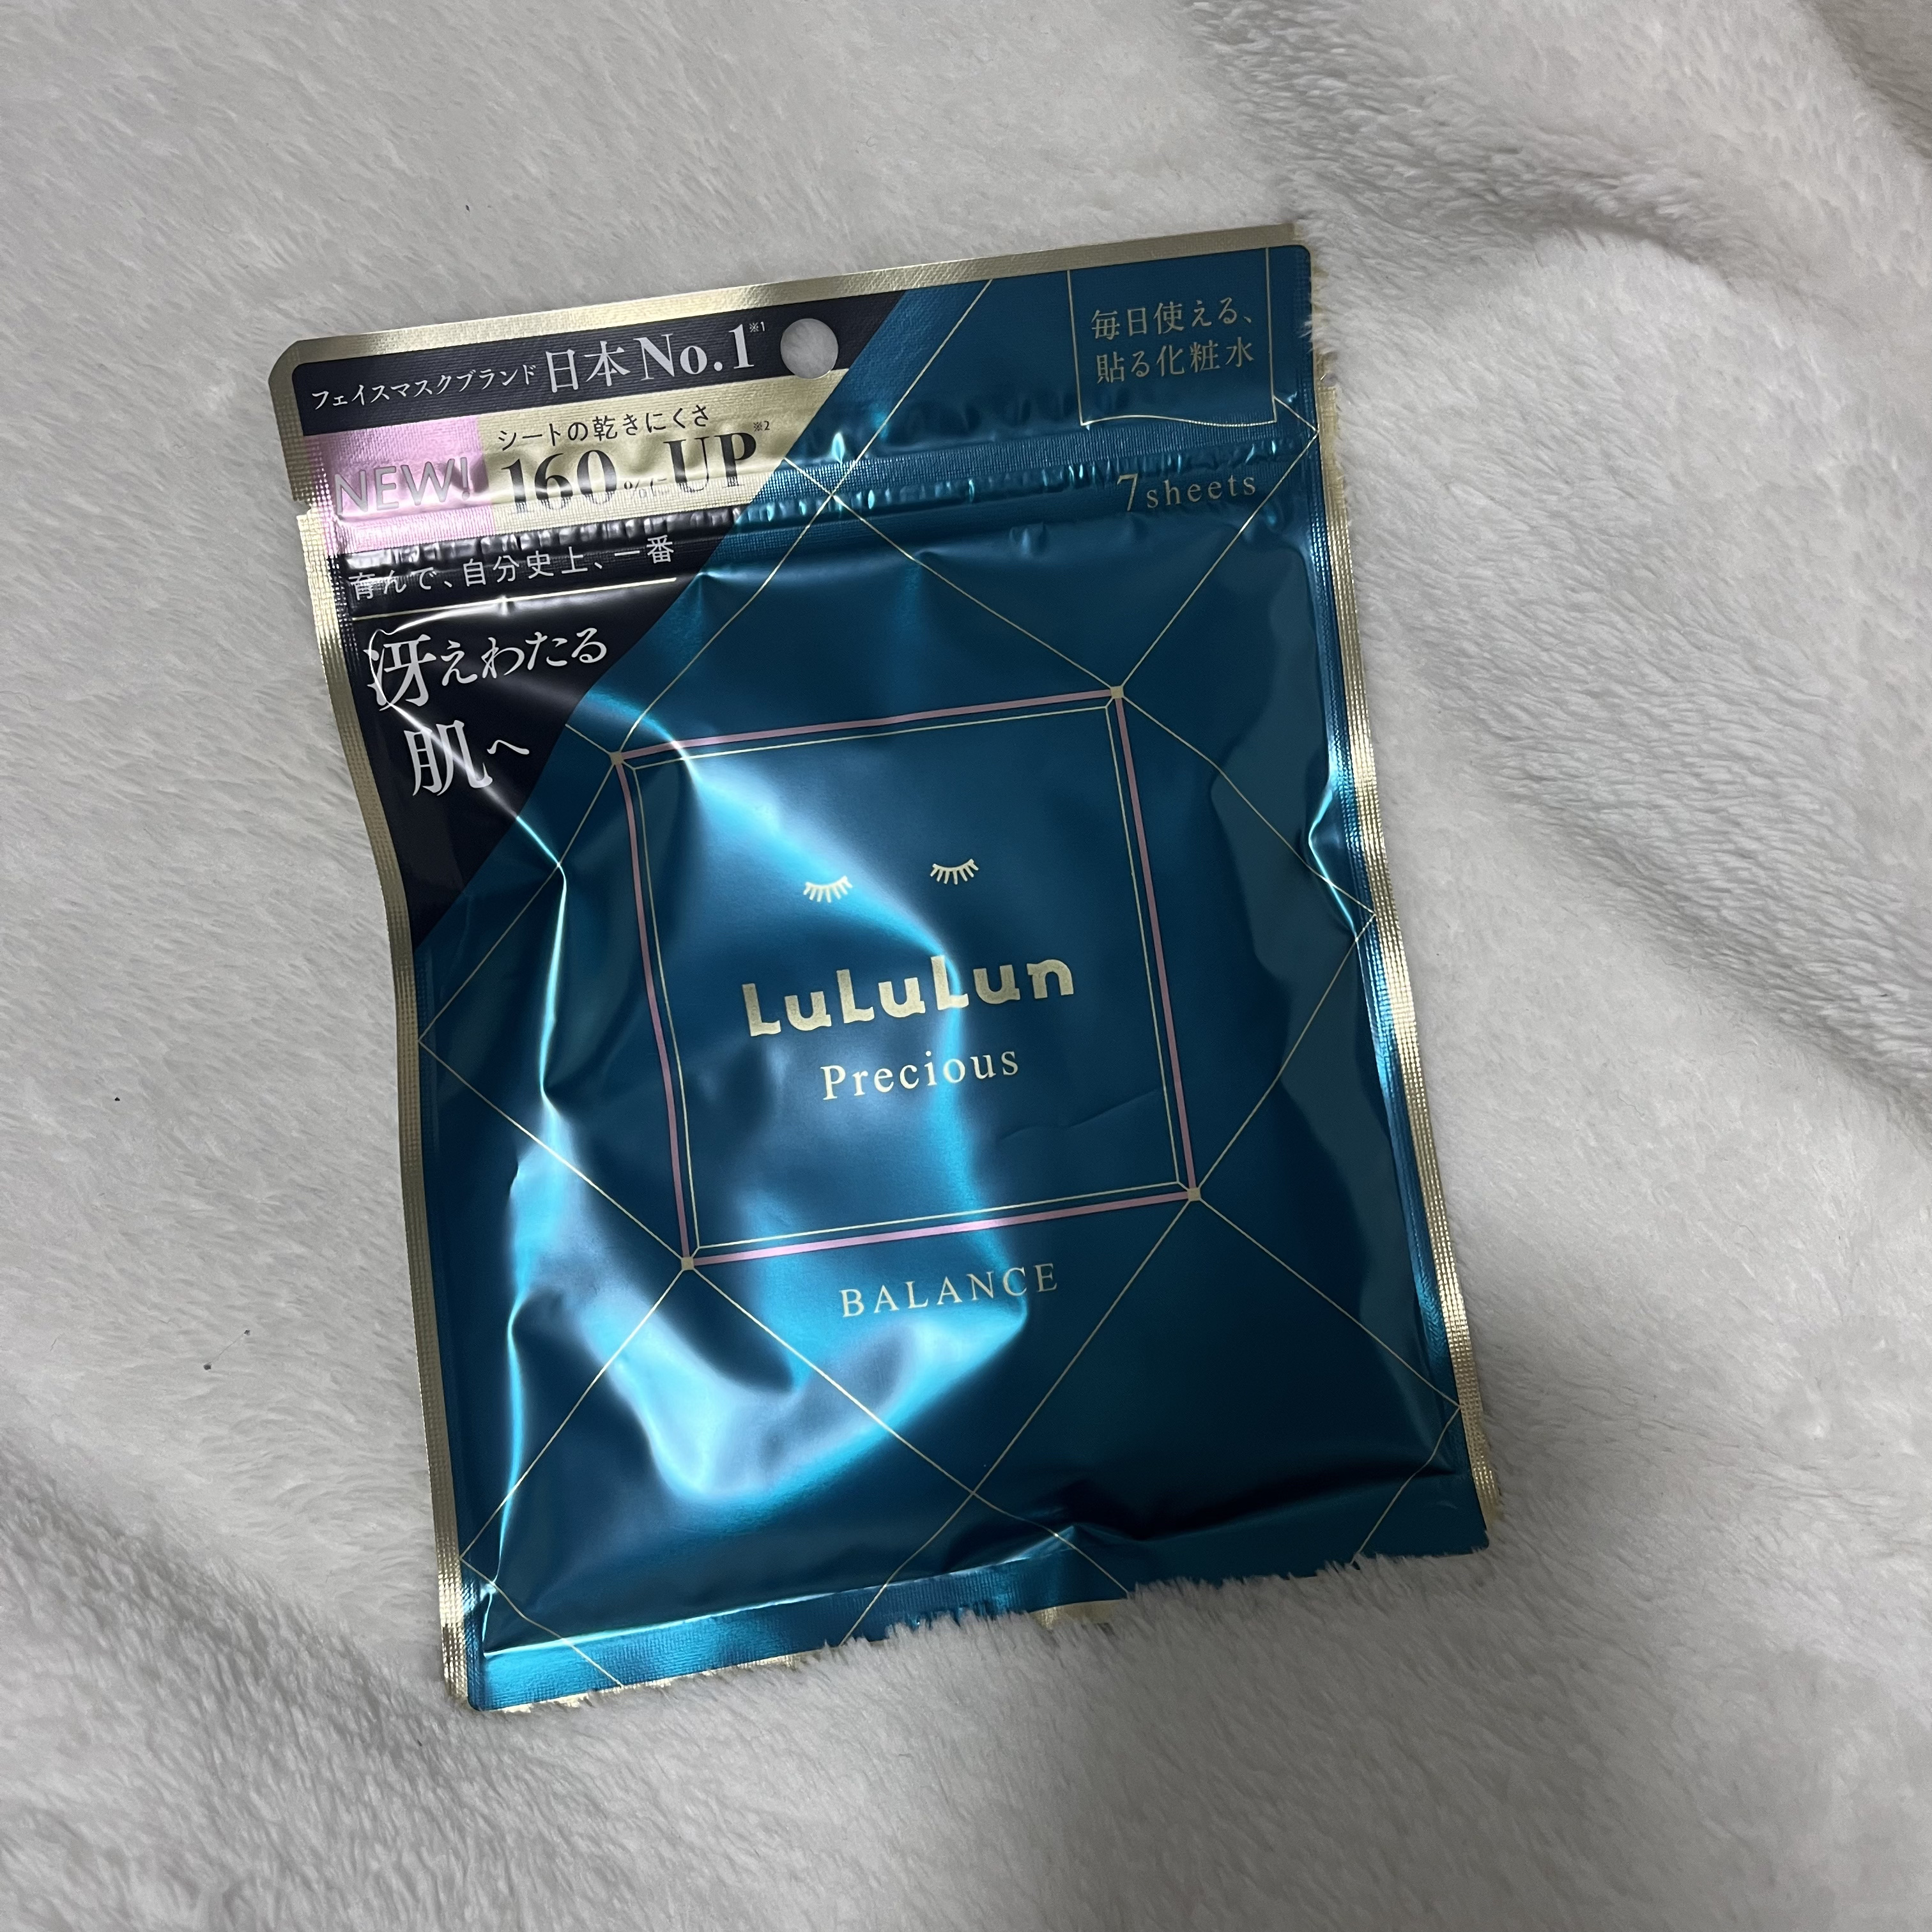 フェイスマスクブランド日本No.1※1
シートの乾きにくさ
NEW! 160%にUP※2
育んで、自分史上、一番
冴えわたる
肌へ
毎日使える、
貼る化粧水
7sheets
LuLuLun
Precious
BALANCE